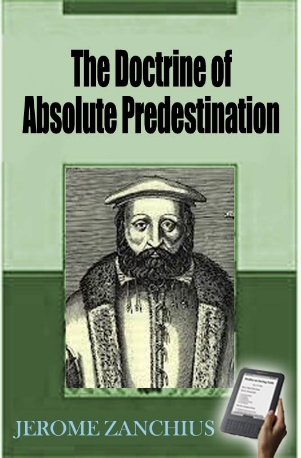 The Doctrine of
Absolute Predestination
JEROME ZANCHIUS